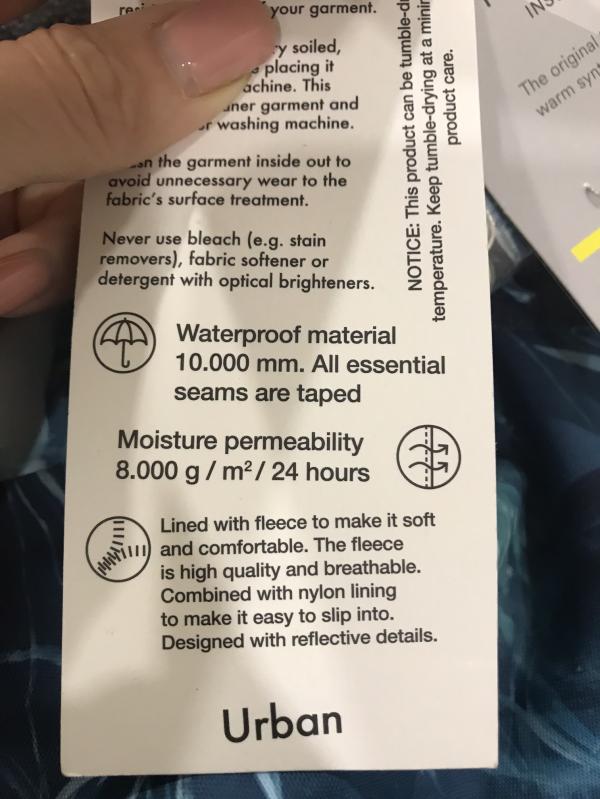 your garment.
soiled,
placing it
This
garment and
washing machine.
the garment inside out to
avoid unnecessary wear to the
fabric's surface treatment.
Never use bleach (e.g. stain
removers), fabric softener or
detergent with optical brighteners.
Waterproof material
10.000 mm. All essential
seams are taped
Moisture permeability
8.000 g / m²/ 24 hours
Lined with fleece to make it soft
and comfortable. The fleece
is high quality and breathable.
Combined with nylon lining
to make it easy to slip into.
Designed with reflective details.
Urban
NOTICE: This product can be
temperature. Keep tumble-drying at a
product care.
The original
warm